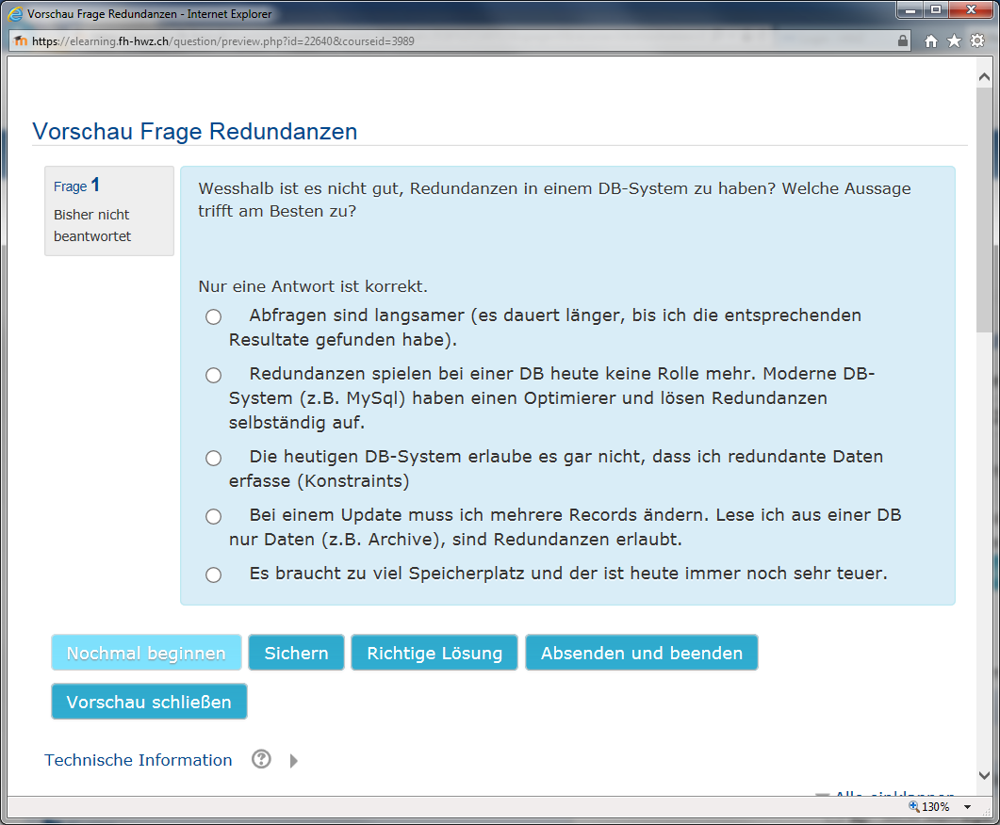 Vorschau Frage Redundanzen - Internet Explorer
https://elearning.fh-hwz.ch/question/preview.php?id=22640&courseid=3989
Vorschau Frage Redundanzen
Frage 1
Bisher nicht
beantwortet
Wesshalb ist es nicht gut, Redundanzen in einem DB-System zu haben? Welche Aussage
trifft am Besten zu?
Nur eine Antwort ist korrekt.
Abfragen sind langsamer (es dauert länger, bis ich die entsprechenden
Resultate gefunden habe).
Redundanzen spielen bei einer DB heute keine Rolle mehr. Moderne DB-
System (z.B. MySql) haben einen Optimierer und lösen Redundanzen
selbständig auf.
Die heutigen DB-System erlaube es gar nicht, dass ich redundante Daten
erfasse (Konstraints)
Bei einem Update muss ich mehrere Records ändern. Lese ich aus einer DB
nur Daten (z.B. Archive), sind Redundanzen erlaubt.
Es braucht zu viel Speicherplatz und der ist heute immer noch sehr teuer.
Nochmal beginnen
Sichern
Richtige Lösung
Absenden und beenden
Vorschau schließen
Technische Information
130%